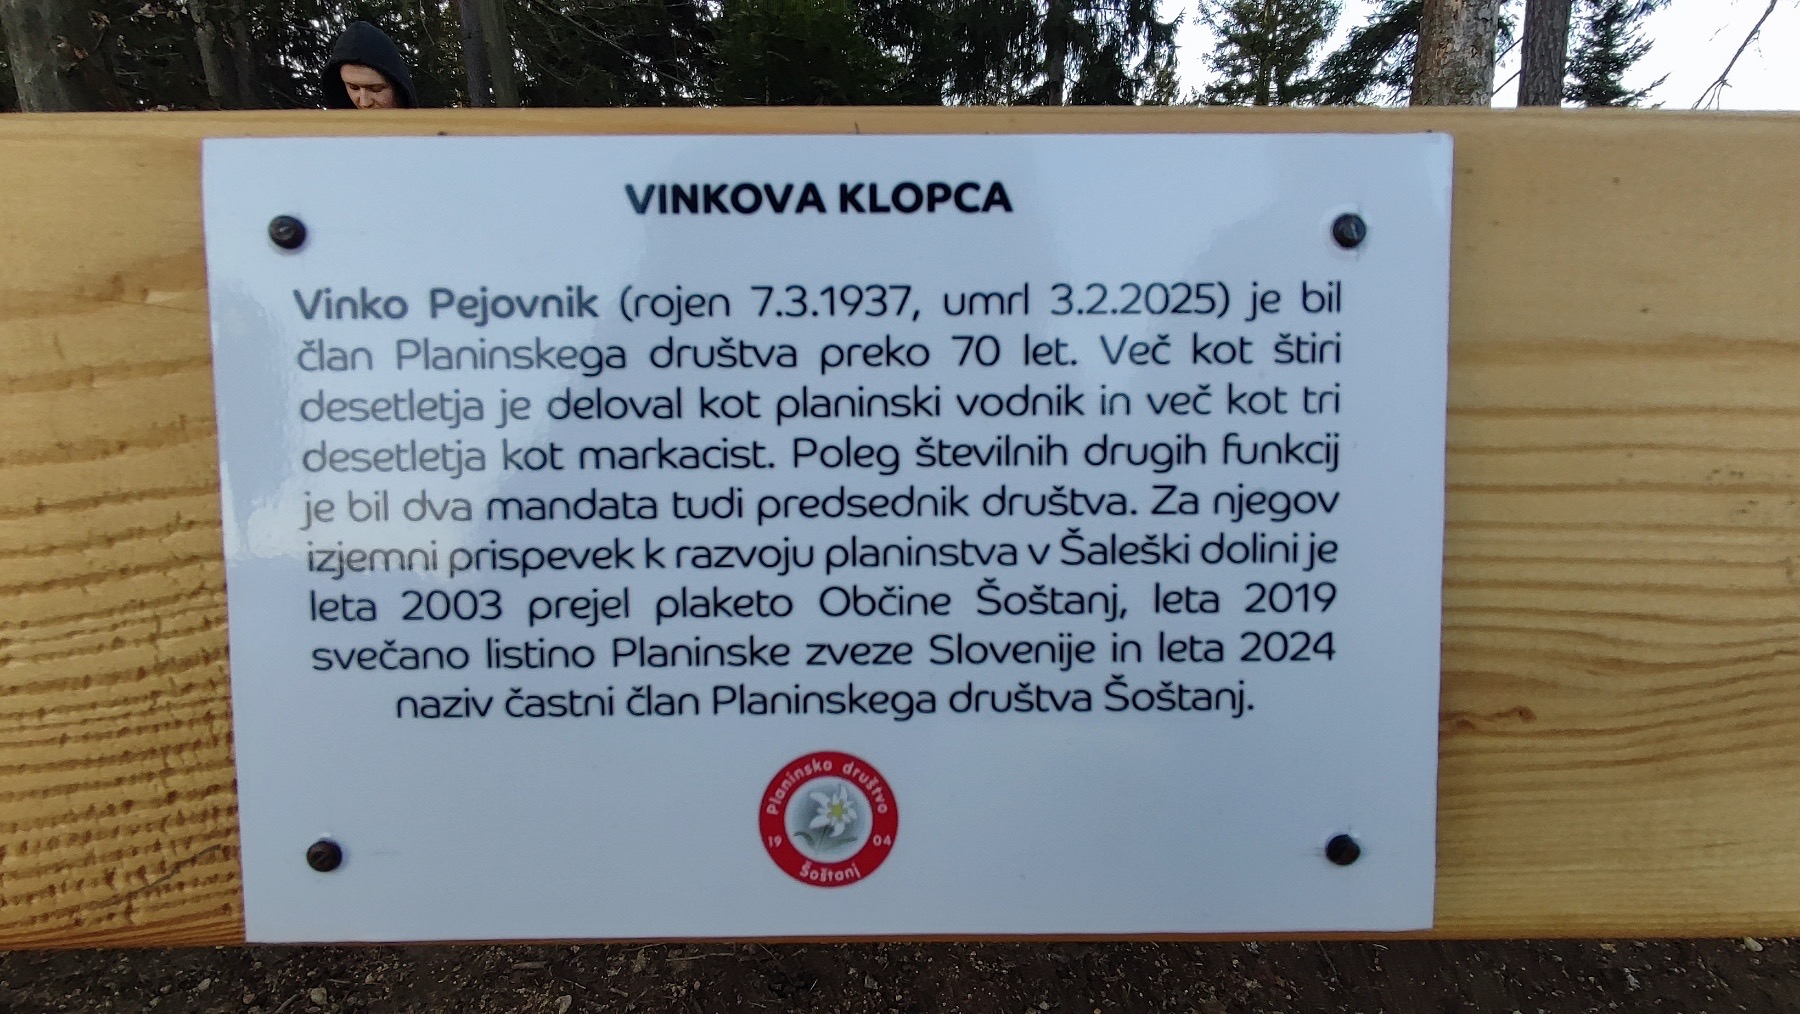 VINKOVA KLOPCA
Vinko Pejovnik (rojen 7.3.1937, umrl 3.2.2025) je bil
član Planinskega društva preko 70 let. Več kot štiri
desetletja je deloval kot planinski vodnik in več kot tri
desetletja kot markacist. Poleg številnih drugih funkcij
je bil dva mandata tudi predsednik društva. Za njegov
izjemni prispevek k razvoju planinstva v Šaleški dolini je
leta 2003 prejel plaketo Občine Šoštanj, leta 2019
svečano listino Planinske zveze Slovenije in leta 2024
naziv častni član Planinskega društva Šoštanj.
Planinsko društvo
19 04
Šoštanj